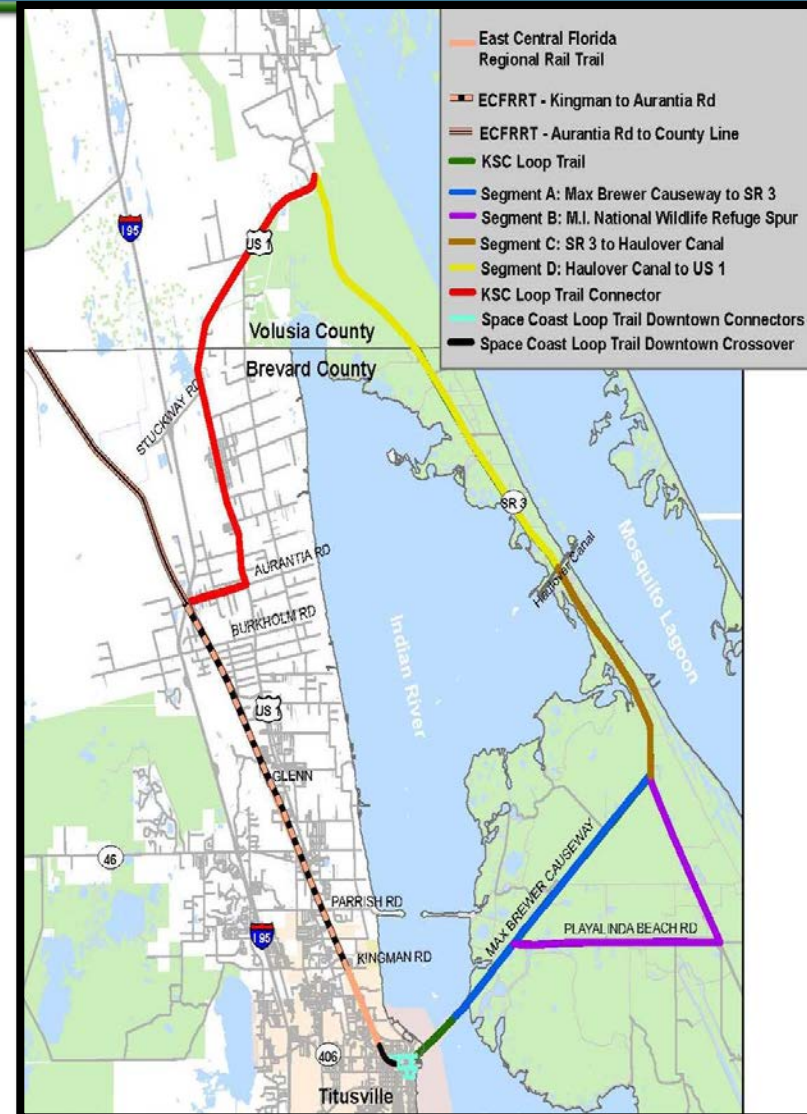 East Central Florida
Regional Rail Trail
ECFRRT - Kingman to Aurantia Rd
ECFRRT - Aurantia Rd to County Line
KSC Loop Trail
Segment A: Max Brewer Causeway to SR 3
Segment B: M.I. National Wildlife Refuge Spur
Segment C: SR 3 to Haulover Canal
Segment D: Haulover Canal to US 1
KSC Loop Trail Connector
Space Coast Loop Trail Downtown Connectors
Space Coast Loop Trail Downtown Crossover
I 95
US 1
Volusia County
Brevard County
STUCKWAY RD
SR 3
Mosquito Lagoon
Haulover Canal
AURANTIA RD
BURKHOLM RD
Indian River
US 1
GLENN
46
MAX BREWER CAUSEWAY
PARRISH RD
I 95
PLAYALINDA BEACH RD
KINGMAN RD
406
Titusville